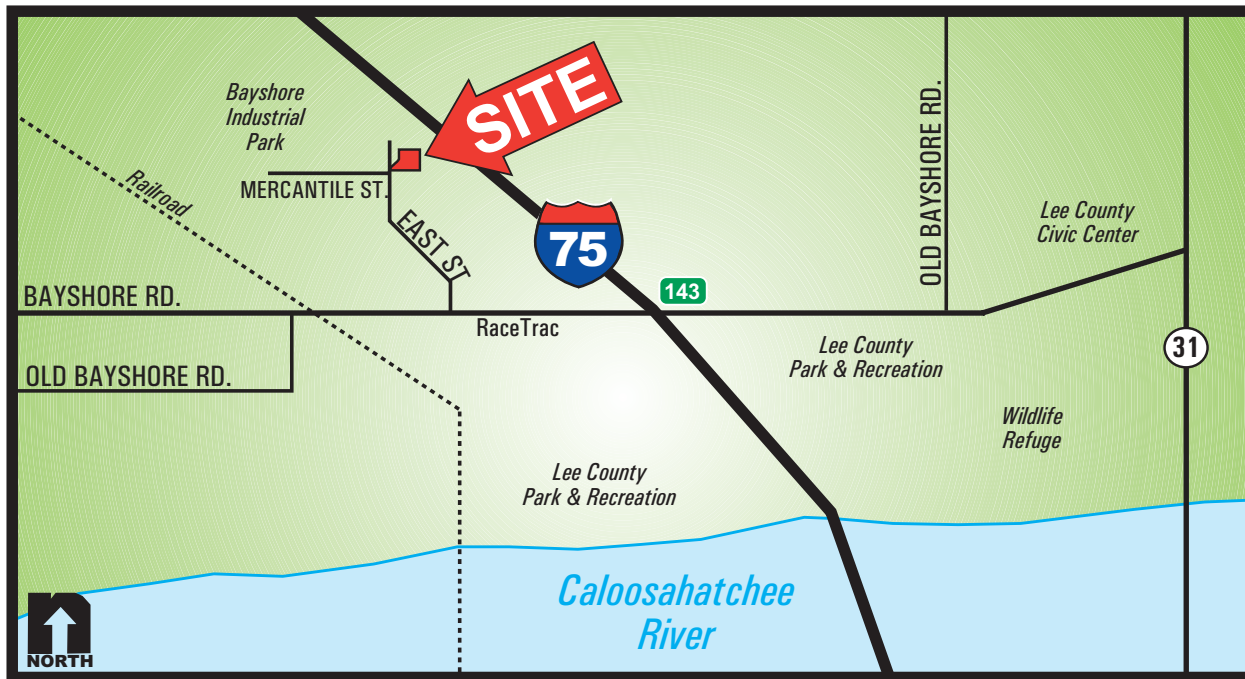 Bayshore
Industrial
Park
SITE
MERCANTILE ST.
Railroad
EAST ST
75
143
OLD BAYSHORE RD.
Lee County
Civic Center
BAYSHORE RD.
RaceTrac
Lee County
Park & Recreation
31
OLD BAYSHORE RD.
Wildlife
Refuge
Lee County
Park & Recreation
Caloosahatchee
River
n
NORTH